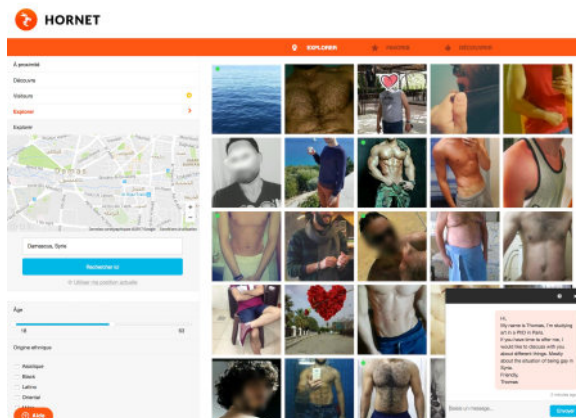 HORNET
EXPLORER
FAVORIS
DÉCOUVRIR
À proximité
Découvrir
Visiteurs
Explorer
Explorer
Damas
Damascus, Syria
Rechercher ici
Utiliser ma position actuelle
Âge
18
Origine ethnique
Asiatique
Black
Latino
Oriental
Aide
Hi,
My name is Thomas, I'm studying
art in a PhD in Paris.
If you have time to offer me, I
would like to discuss with you
about different things. Mostly
about the situation of being gay in
Syria.
Friendly,
Thomas
Envoyer